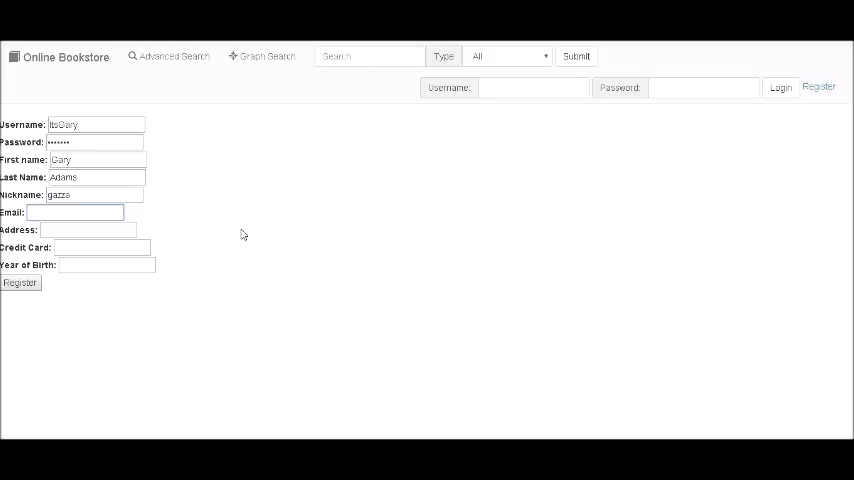 Online Bookstore Advanced Search Graph Search Search Type All Submit
Username: Password: Login Register
Username: ItsGary
Password: •••••••
First name: Gary
Last Name: Adams
Nickname: gazza
Email:
Address:
Credit Card:
Year of Birth:
Register